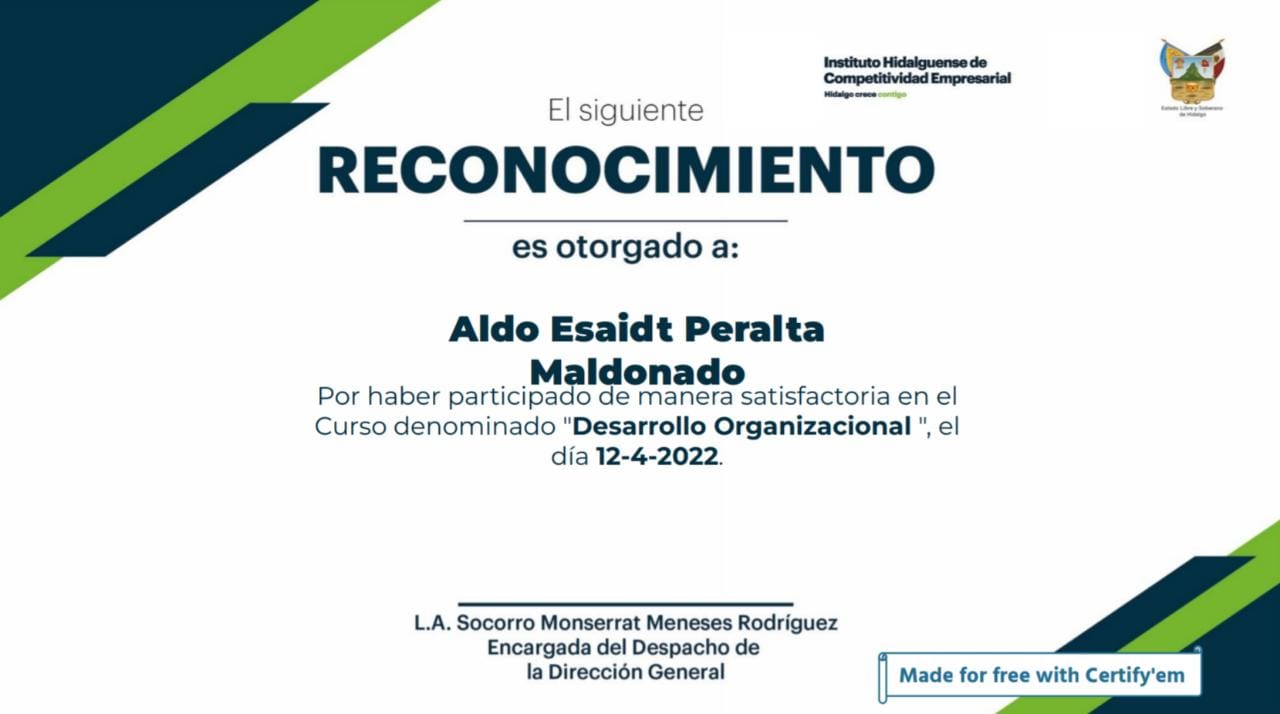 Instituto Hidalguense de
Competitividad Empresarial
Hidalgo crece contigo
Estado Libre y Soberano
de Hidalgo
El siguiente
RECONOCIMIENTO
es otorgado a:
Aldo Esaidt Peralta
Maldonado
Por haber participado de manera satisfactoria en el
Curso denominado "Desarrollo Organizacional ", el
día 12-4-2022.
L.A. Socorro Monserrat Meneses Rodríguez
Encargada del Despacho de
la Dirección General
Made for free with Certify'em